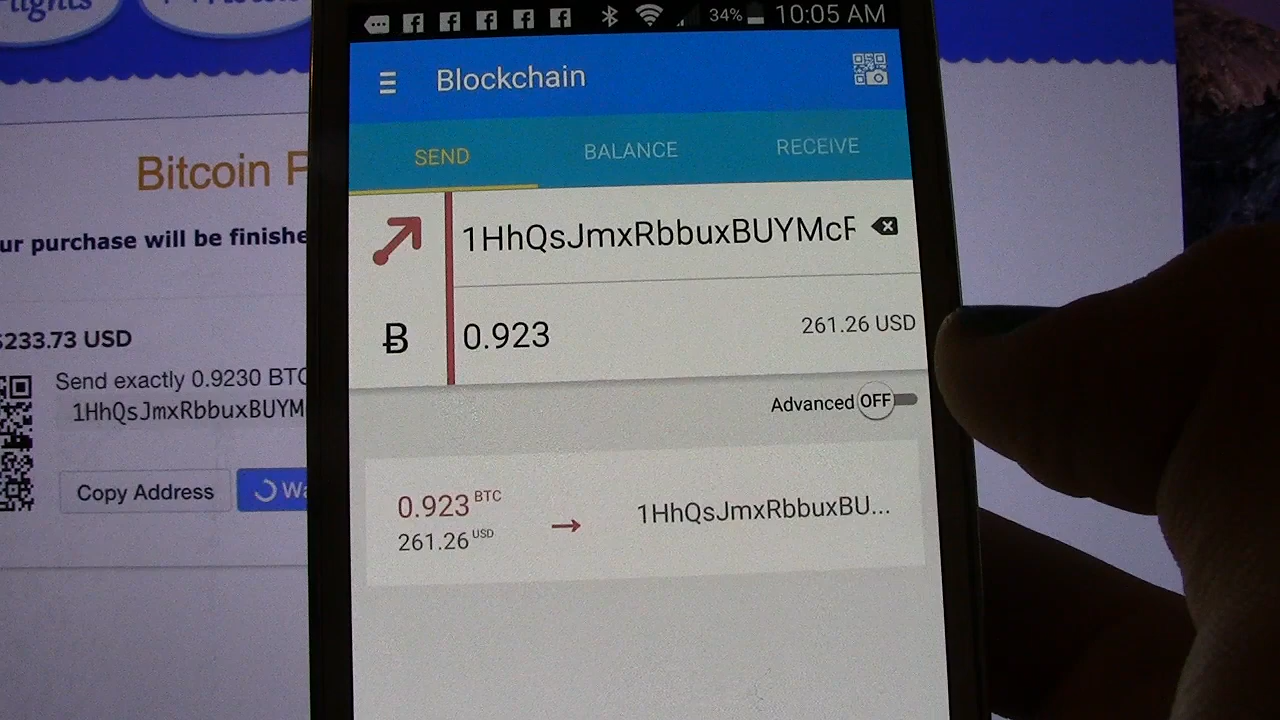 34% 10:05 AM
Blockchain
SEND BALANCE RECEIVE
1HhQsJmxRbbuxBUYMcF
0.923 261.26 USD
Advanced OFF
0.923 BTC
261.26 USD
1HhQsJmxRbbuxBU...
Bitcoin
ur purchase will be finishe
$233.73 USD
Send exactly 0.9230 BTC
1HhQsJmxRbbuxBUYM
Copy Address